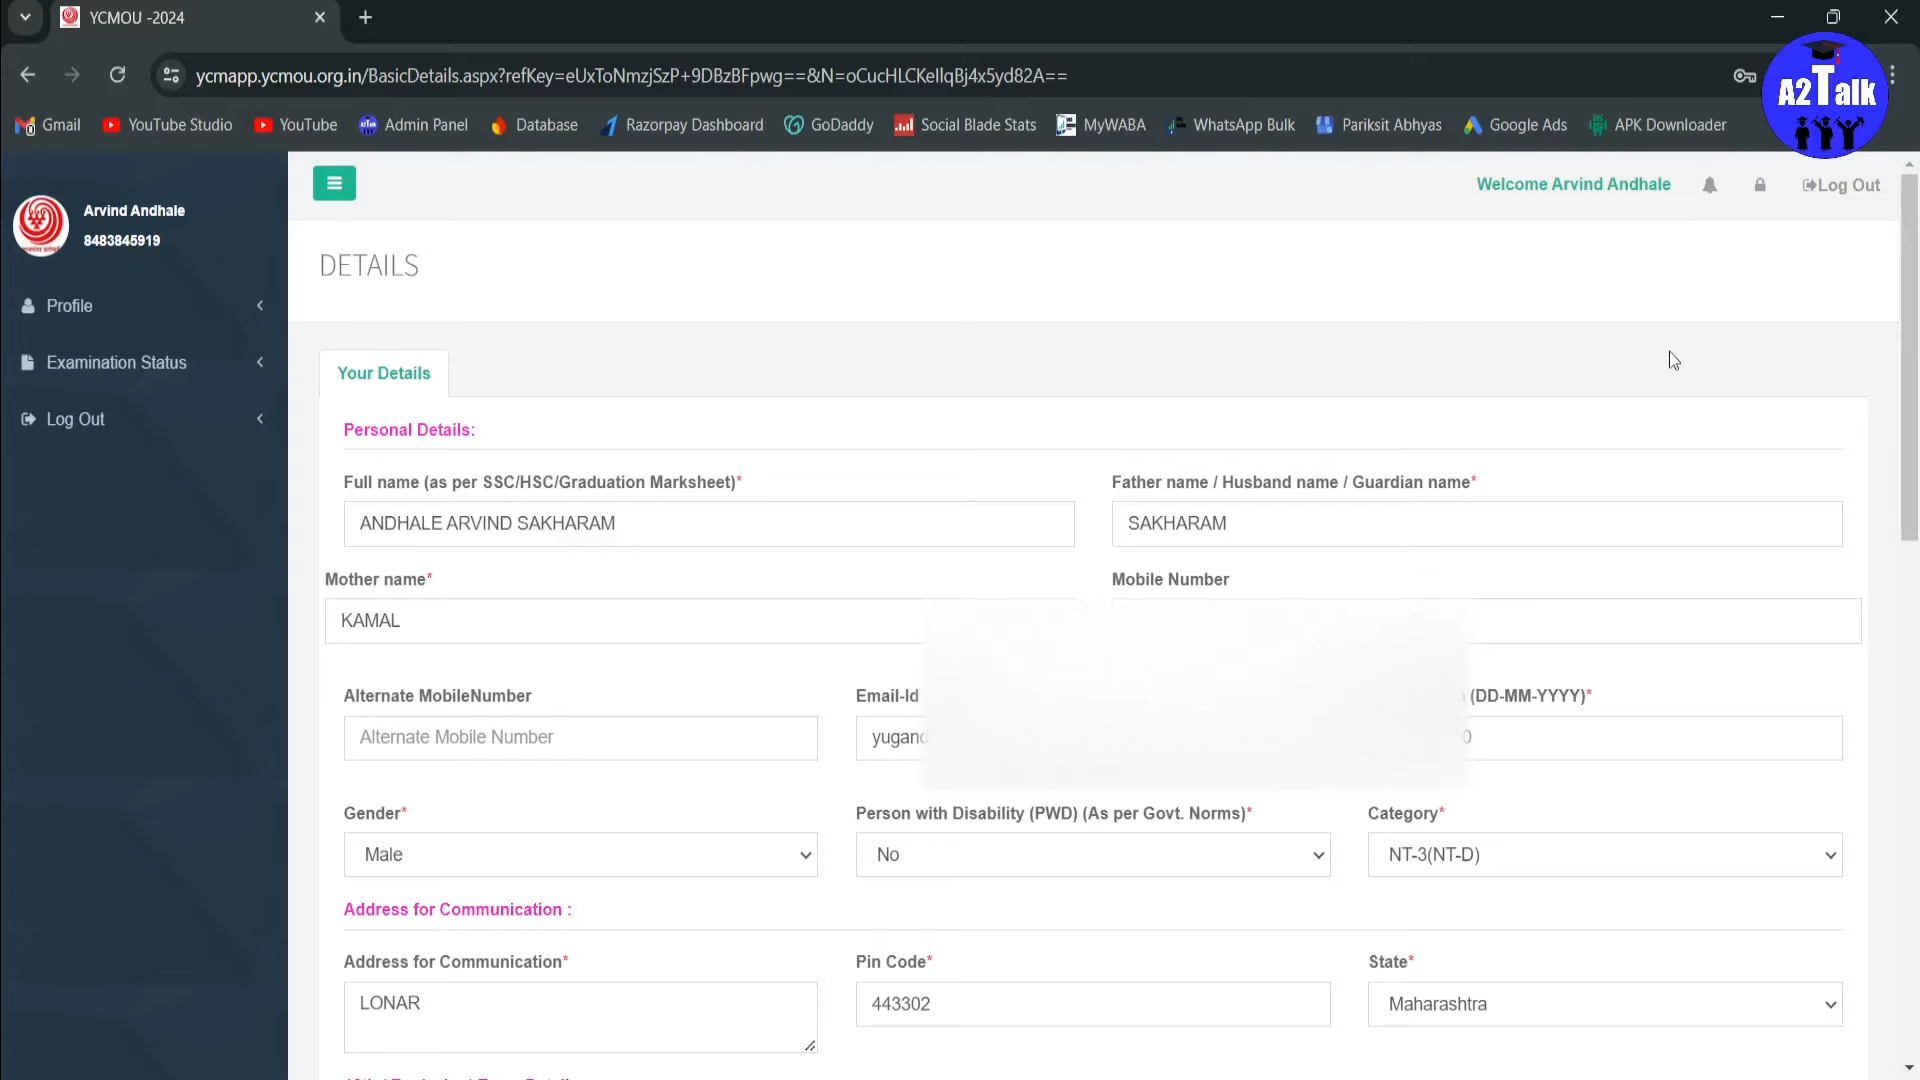 YCMOU -2024
ycmapp.ycmou.org.in/BasicDetails.aspx?refKey=eUxToNmzjSzP+9DBzBFpwg==&N=oCucHLCKellqBj4x5yd82A==
A2Talk
Gmail YouTube Studio YouTube Admin Panel Database Razorpay Dashboard GoDaddy Social Blade Stats MyWABA WhatsApp Bulk Pariksit Abhyas Google Ads APK Downloader
Arvind Andhale
8483845919
Profile
Examination Status
Log Out
Welcome Arvind Andhale Log Out
DETAILS
Your Details
Personal Details:
Full name (as per SSC/HSC/Graduation Marksheet)* Father name / Husband name / Guardian name*
ANDHALE ARVIND SAKHARAM SAKHARAM
Mother name* Mobile Number
KAMAL
Alternate MobileNumber Email-Id (DD-MM-YYYY)*
Alternate Mobile Number yugand 0
Gender* Person with Disability (PWD) (As per Govt. Norms)* Category*
Male No NT-3(NT-D)
Address for Communication :
Address for Communication* Pin Code* State*
LONAR 443302 Maharashtra